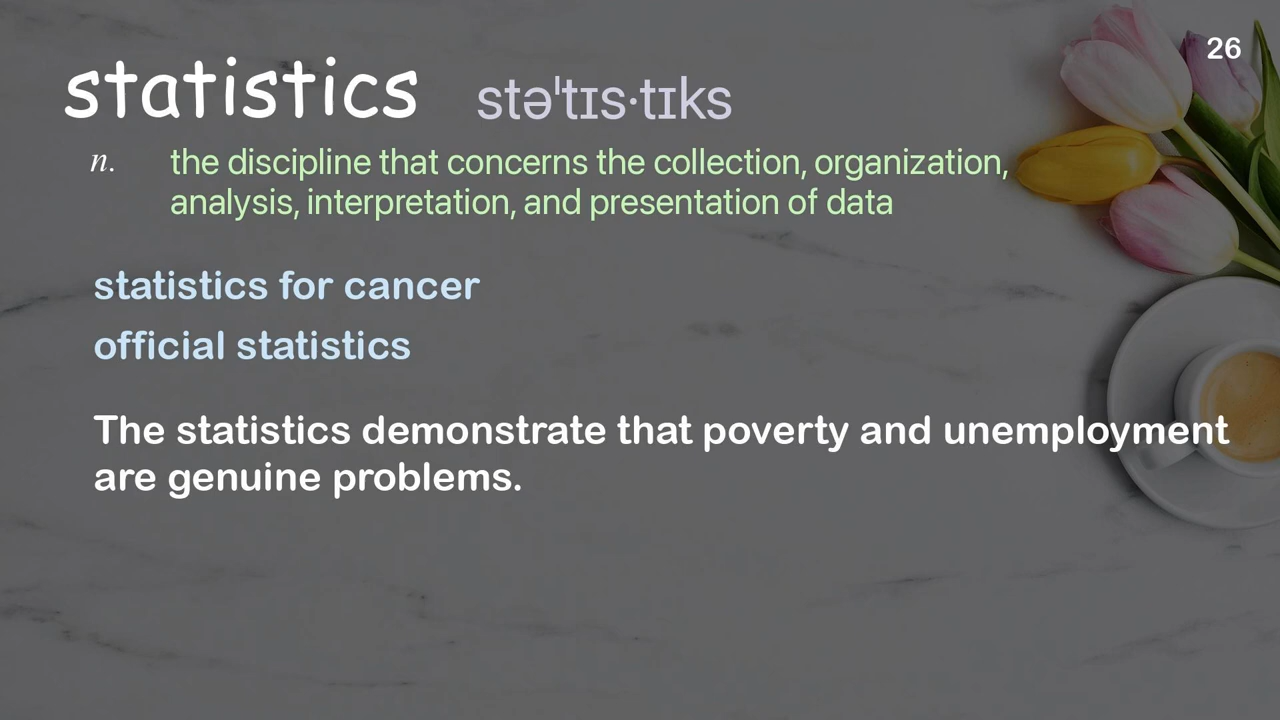 26
statistics stəˈtɪs·tɪks
n. the discipline that concerns the collection, organization,
analysis, interpretation, and presentation of data
statistics for cancer
official statistics
The statistics demonstrate that poverty and unemployment
are genuine problems.